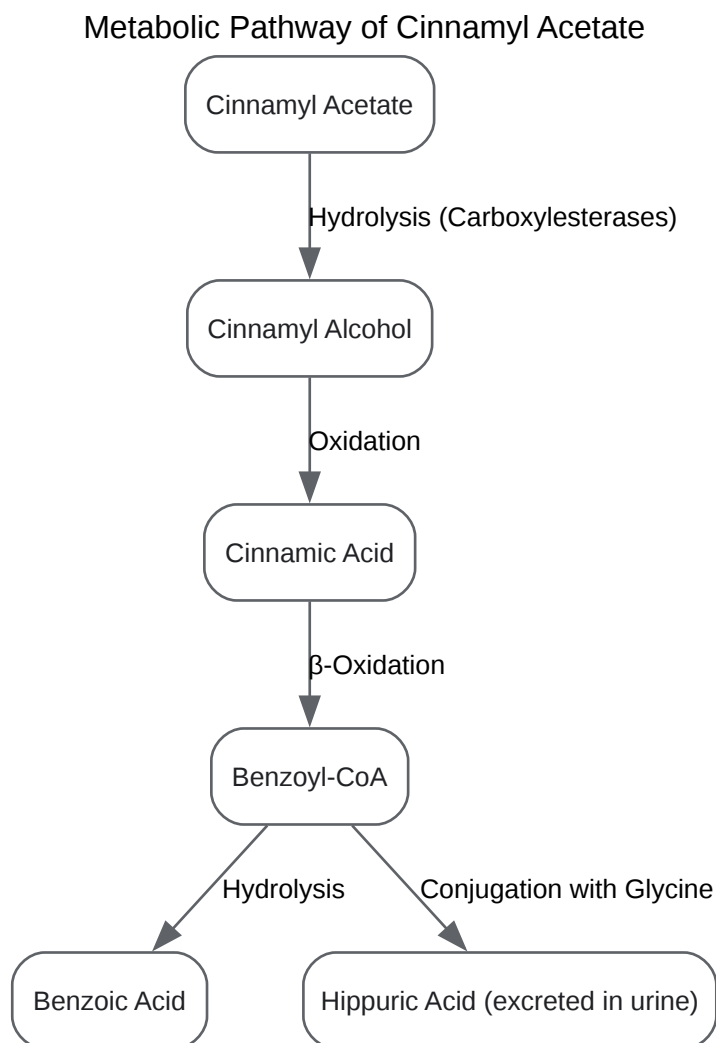 Metabolic Pathway of Cinnamyl Acetate
Cinnamyl Acetate
Hydrolysis (Carboxylesterases)
Cinnamyl Alcohol
Oxidation
Cinnamic Acid
β-Oxidation
Benzoyl-CoA
Hydrolysis
Conjugation with Glycine
Benzoic Acid
Hippuric Acid (excreted in urine)